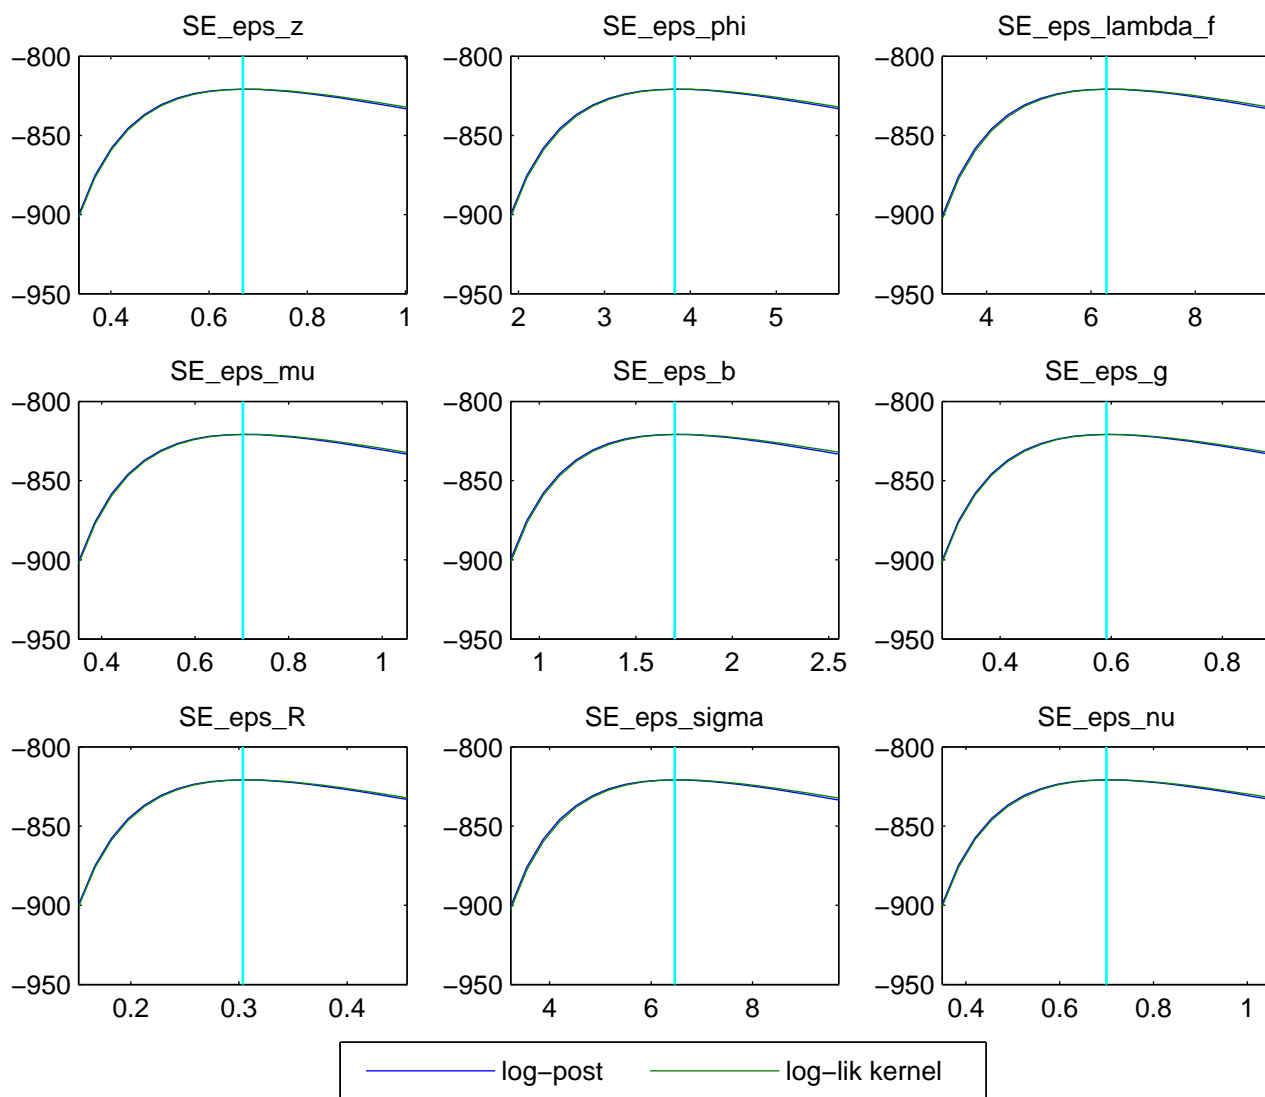 SE_eps_z SE_eps_phi SE_eps_lambda_f
−800 −800 −800
−850 −850 −850
−900 −900 −900
−950 −950 −950
0.4 0.6 0.8 1 2 3 4 5 4 6 8
SE_eps_mu SE_eps_b SE_eps_g
−800 −800 −800
−850 −850 −850
−900 −900 −900
−950 −950 −950
0.4 0.6 0.8 1 1 1.5 2 2.5 0.4 0.6 0.8
SE_eps_R SE_eps_sigma SE_eps_nu
−800 −800 −800
−850 −850 −850
−900 −900 −900
−950 −950 −950
0.2 0.3 0.4 4 6 8 0.4 0.6 0.8 1
log−post log−lik kernel